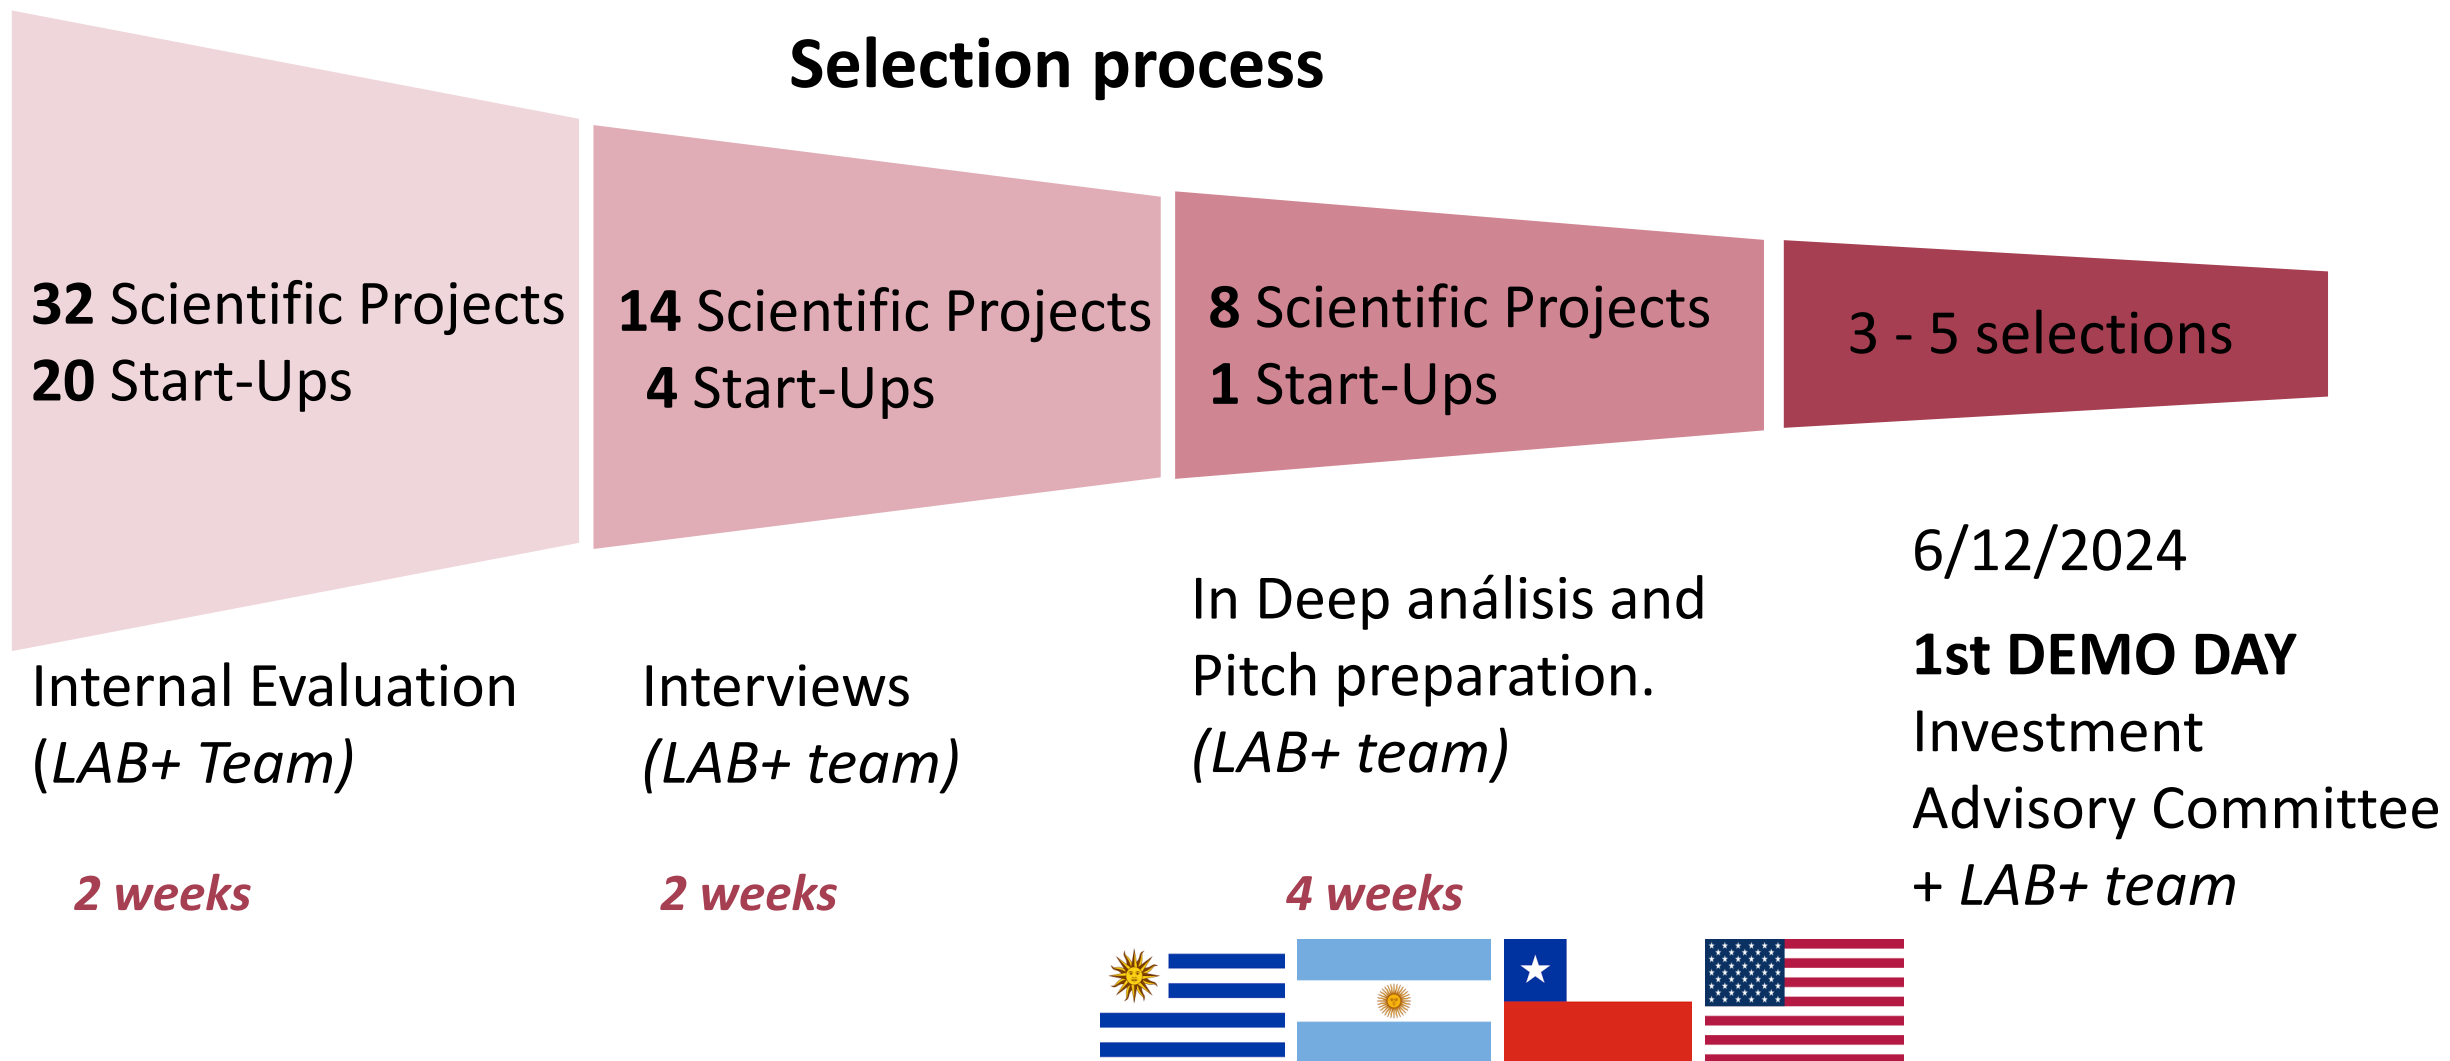 Selection process
32 Scientific Projects
20 Start-Ups
14 Scientific Projects
4 Start-Ups
8 Scientific Projects
1 Start-Ups
3 - 5 selections
Internal Evaluation
(LAB+ Team)
2 weeks
Interviews
(LAB+ team)
2 weeks
In Deep análisis and
Pitch preparation.
(LAB+ team)
4 weeks
6/12/2024
1st DEMO DAY
Investment
Advisory Committee
+ LAB+ team